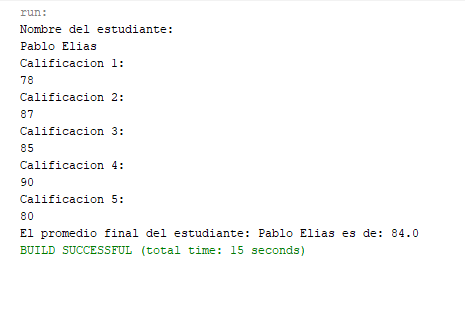 run:
Nombre del estudiante:
Pablo Elias
Calificacion 1:
78
Calificacion 2:
87
Calificacion 3:
85
Calificacion 4:
90
Calificacion 5:
80
El promedio final del estudiante: Pablo Elias es de: 84.0
BUILD SUCCESSFUL (total time: 15 seconds)